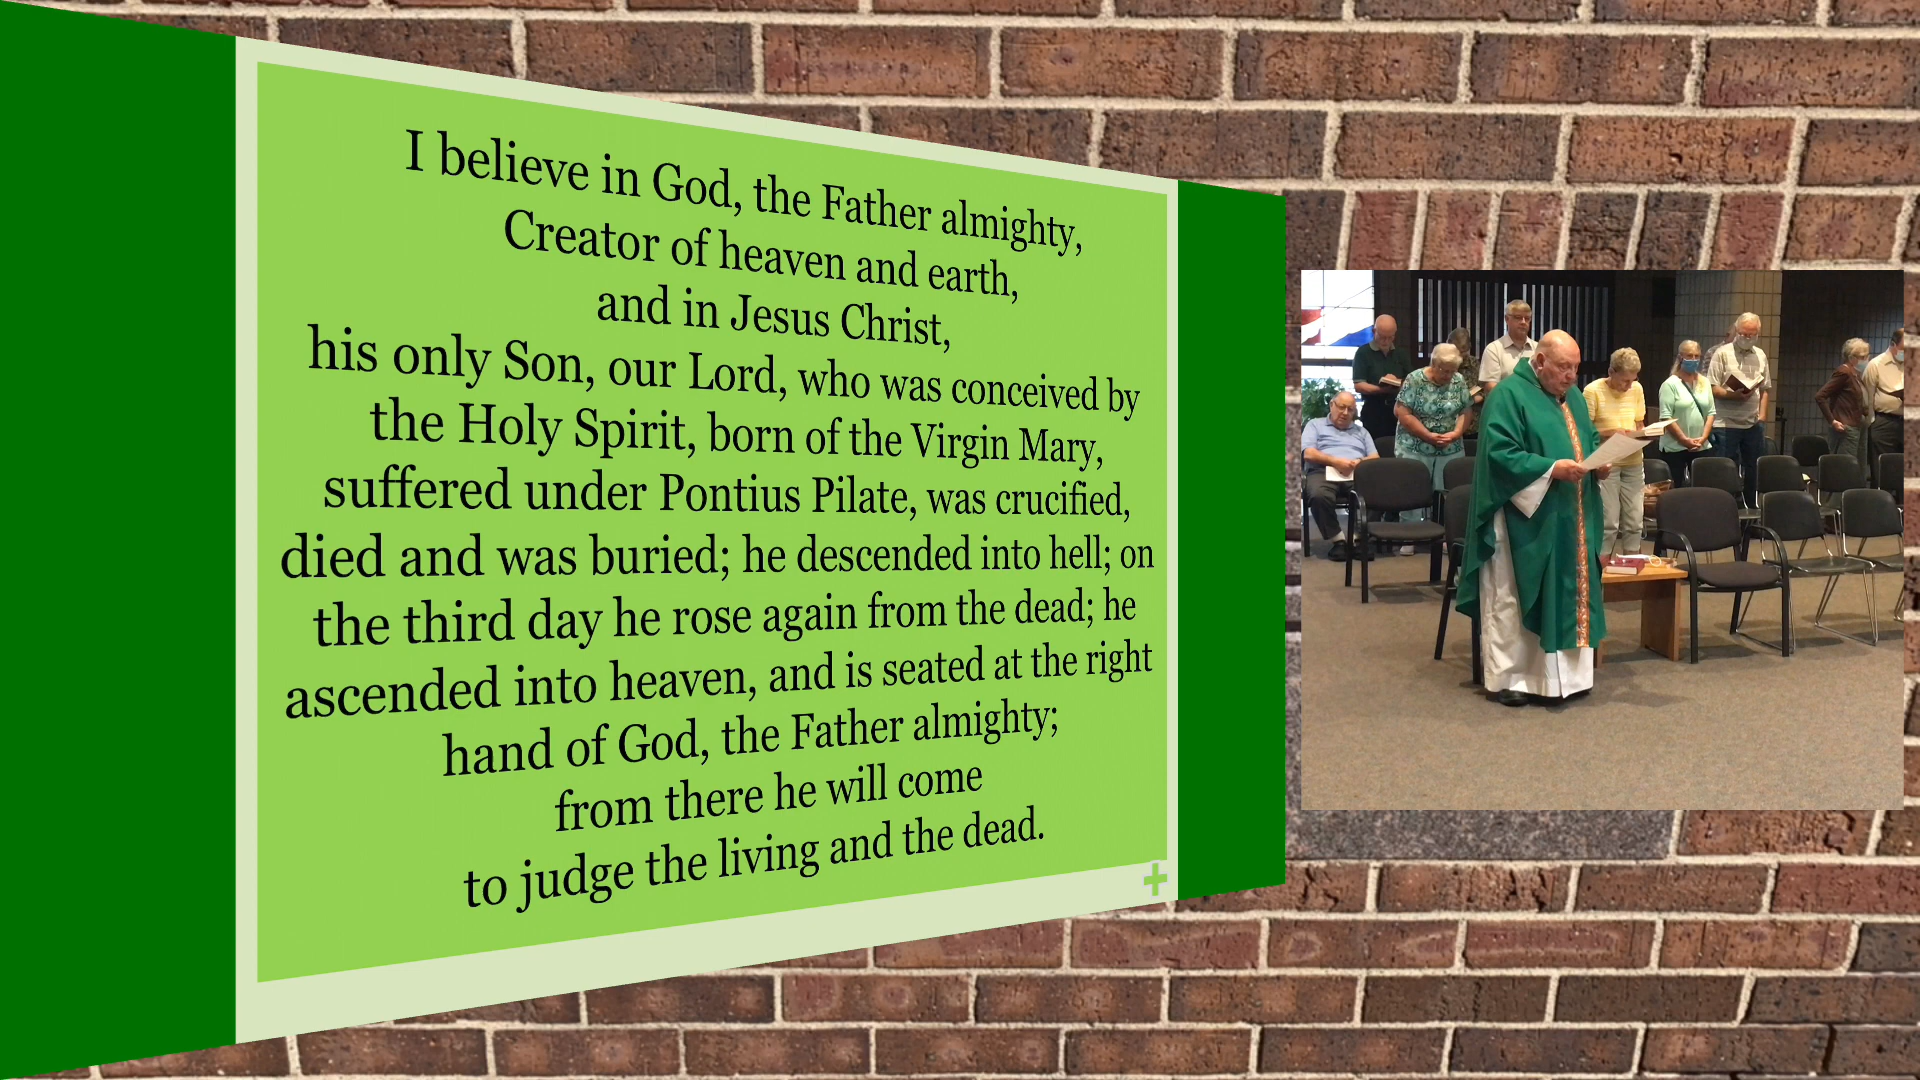 I believe in God, the Father almighty,
Creator of heaven and earth,
and in Jesus Christ,
his only Son, our Lord, who was conceived by
the Holy Spirit, born of the Virgin Mary,
suffered under Pontius Pilate, was crucified,
died and was buried; he descended into hell; on
the third day he rose again from the dead; he
ascended into heaven, and is seated at the right
hand of God, the Father almighty;
from there he will come
to judge the living and the dead.